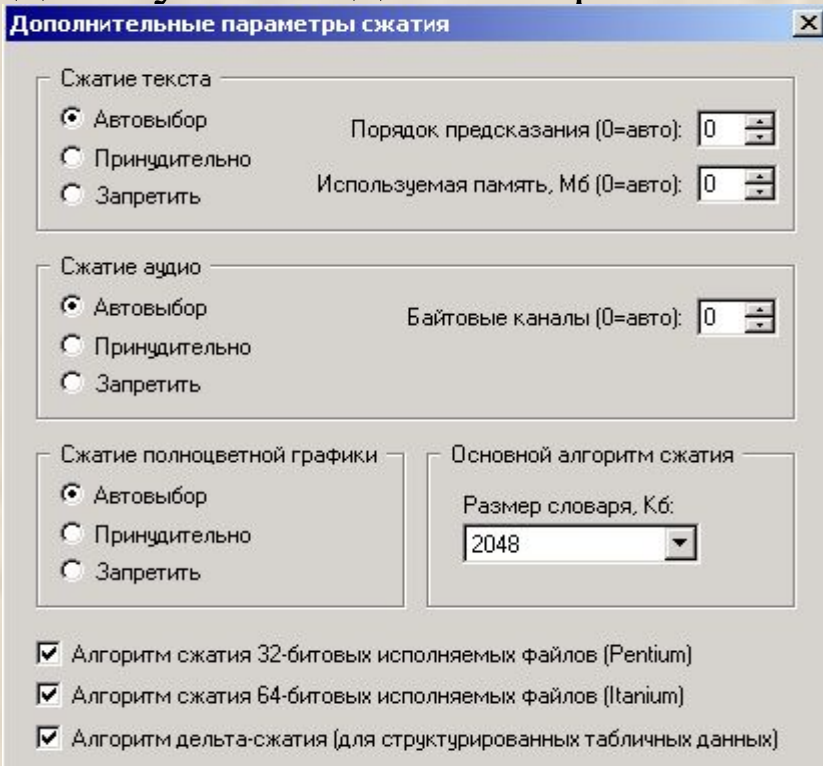 Дополнительные параметры сжатия
Сжатие текста
Автовыбор
Принудительно
Запретить
Порядок предсказания (0=авто): 0
Используемая память, Мб (0=авто): 0
Сжатие аудио
Автовыбор
Принудительно
Запретить
Байтовые каналы (0=авто): 0
Сжатие полноцветной графики
Автовыбор
Принудительно
Запретить
Основной алгоритм сжатия
Размер словаря, Кб:
2048
Алгоритм сжатия 32-битовых исполняемых файлов (Pentium)
Алгоритм сжатия 64-битовых исполняемых файлов (Itanium)
Алгоритм дельта-сжатия (для структурированных табличных данных)